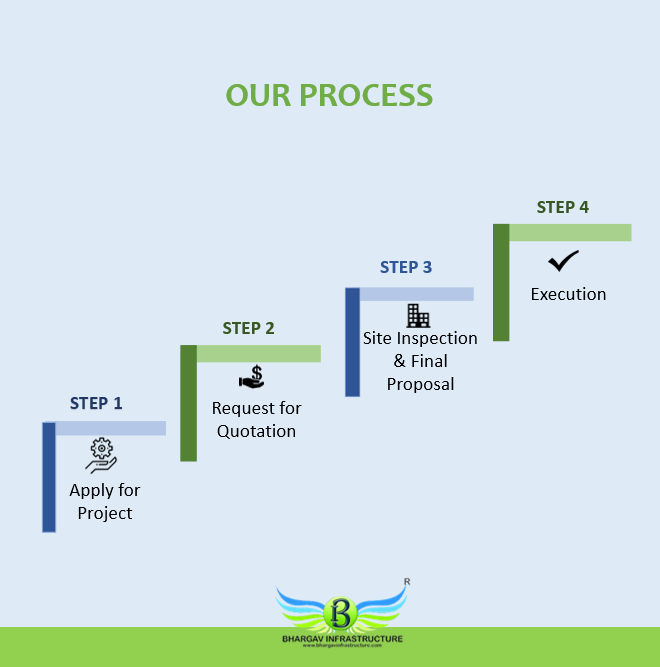 OUR PROCESS
STEP 1
Apply for
Project
STEP 2
Request for
Quotation
STEP 3
Site Inspection
& Final
Proposal
STEP 4
Execution
R
B
BHARGAV INFRASTRUCTURE
www.bhargavinfrastructure.com